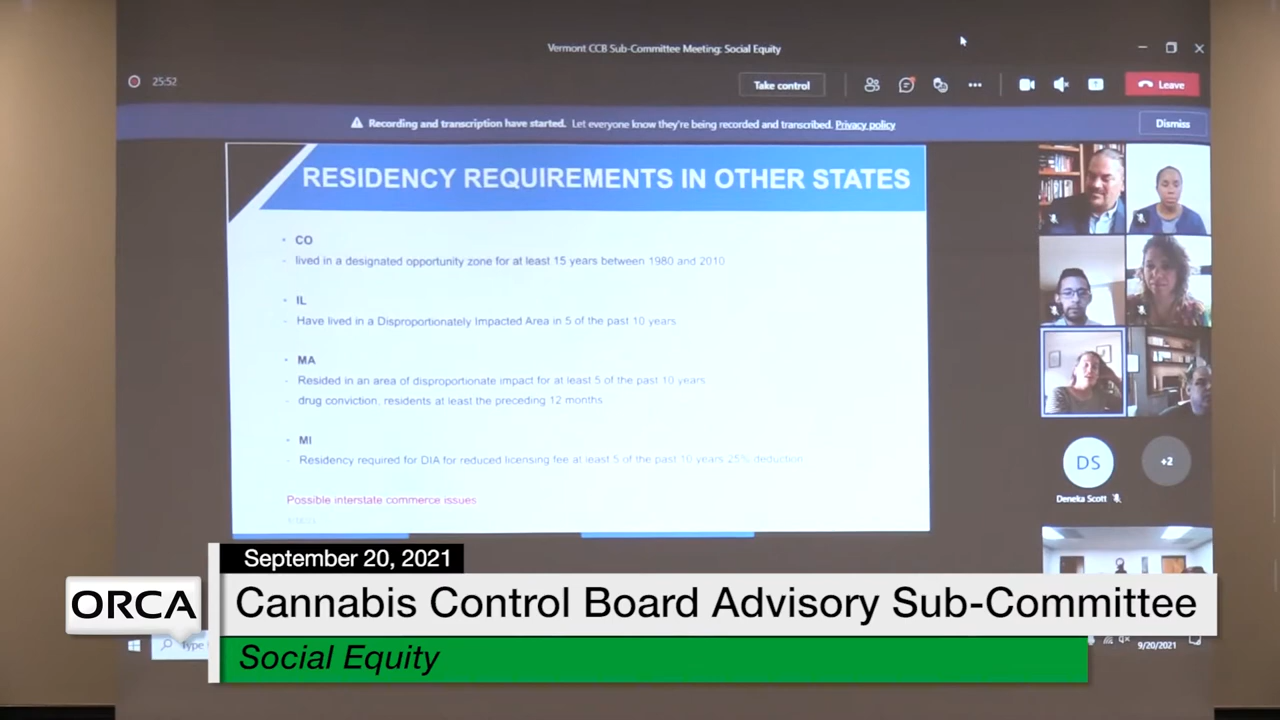 Vermont CCB Sub-Committee Meeting: Social Equity
25:52
Take control
Leave
Recording and transcription have started. Let everyone know they're being recorded and transcribed. Privacy policy
Dismiss
RESIDENCY REQUIREMENTS IN OTHER STATES
• CO
- lived in a designated opportunity zone for at least 15 years between 1980 and 2010
• IL
- Have lived in a Disproportionately Impacted Area in 5 of the past 10 years
• MA
- Resided in an area of disproportionate impact for at least 5 of the past 10 years
- drug conviction, residents at least the preceding 12 months
• MI
- Residency required for DIA for reduced licensing fee at least 5 of the past 10 years 25% deduction
Possible interstate commerce issues
DS
+2
Deneka Scott
September 20, 2021
ORCA
Cannabis Control Board Advisory Sub-Committee
Type
9/20/2021
Social Equity